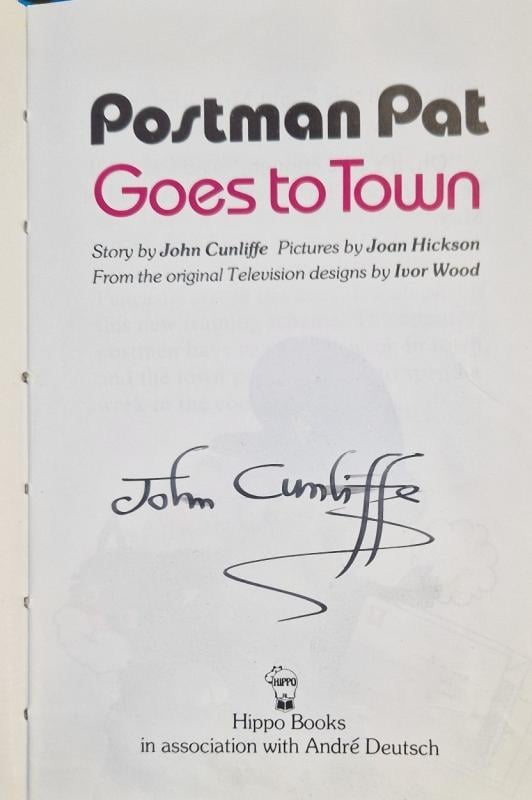 Postman Pat
Goes to Town
Story by John Cunliffe Pictures by Joan Hickson
From the original Television designs by Ivor Wood
John Cunliffe
HIPPO
Hippo Books
in association with André Deutsch